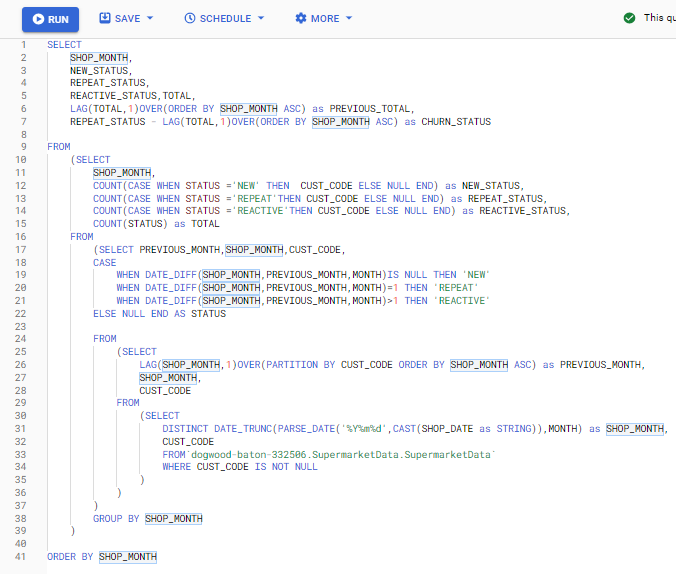 RUN SAVE SCHEDULE MORE This qu
1 SELECT
2 SHOP_MONTH,
3 NEW_STATUS,
4 REPEAT_STATUS,
5 REACTIVE_STATUS,TOTAL,
6 LAG(TOTAL,1)OVER(ORDER BY SHOP_MONTH ASC) as PREVIOUS_TOTAL,
7 REPEAT_STATUS - LAG(TOTAL,1)OVER(ORDER BY SHOP_MONTH ASC) as CHURN_STATUS
8
9 FROM
10 (SELECT
11 SHOP_MONTH,
12 COUNT(CASE WHEN STATUS ='NEW' THEN  CUST_CODE ELSE NULL END) as NEW_STATUS,
13 COUNT(CASE WHEN STATUS ='REPEAT'THEN CUST_CODE ELSE NULL END) as REPEAT_STATUS,
14 COUNT(CASE WHEN STATUS ='REACTIVE'THEN CUST_CODE ELSE NULL END) as REACTIVE_STATUS,
15 COUNT(STATUS) as TOTAL
16 FROM
17 (SELECT PREVIOUS_MONTH,SHOP_MONTH,CUST_CODE,
18 CASE
19 WHEN DATE_DIFF(SHOP_MONTH,PREVIOUS_MONTH,MONTH)IS NULL THEN 'NEW'
20 WHEN DATE_DIFF(SHOP_MONTH,PREVIOUS_MONTH,MONTH)=1 THEN 'REPEAT'
21 WHEN DATE_DIFF(SHOP_MONTH,PREVIOUS_MONTH,MONTH)>1 THEN 'REACTIVE'
22 ELSE NULL END AS STATUS
23
24 FROM
25 (SELECT
26 LAG(SHOP_MONTH,1)OVER(PARTITION BY CUST_CODE ORDER BY SHOP_MONTH ASC) as PREVIOUS_MONTH,
27 SHOP_MONTH,
28 CUST_CODE
29 FROM
30 (SELECT
31 DISTINCT DATE_TRUNC(PARSE_DATE('%Y%m%d',CAST(SHOP_DATE as STRING)),MONTH) as SHOP_MONTH,
32 CUST_CODE
33 FROM`dogwood-baton-332506.SupermarketData.SupermarketData`
34 WHERE CUST_CODE IS NOT NULL
35 )
36 )
37 )
38 GROUP BY SHOP_MONTH
39 )
40
41 ORDER BY SHOP_MONTH